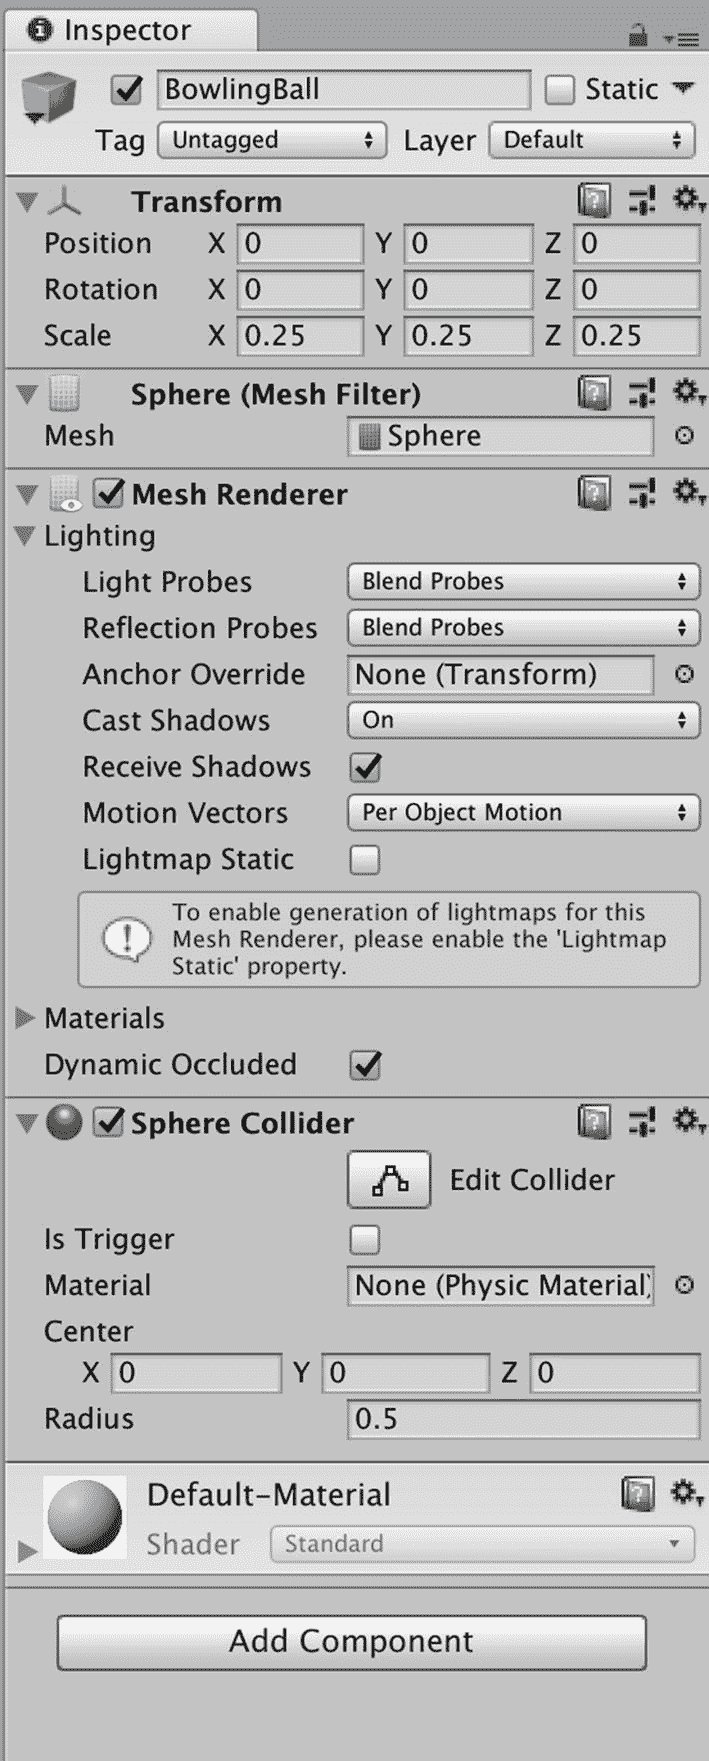 Inspector
BowlingBall Static
Tag Untagged Layer Default
Transform
Position X 0 Y 0 Z 0
Rotation X 0 Y 0 Z 0
Scale X 0.25 Y 0.25 Z 0.25
Sphere (Mesh Filter)
Mesh Sphere
Mesh Renderer
Lighting
Light Probes Blend Probes
Reflection Probes Blend Probes
Anchor Override None (Transform)
Cast Shadows On
Receive Shadows
Motion Vectors Per Object Motion
Lightmap Static
To enable generation of lightmaps for this
Mesh Renderer, please enable the 'Lightmap
Static' property.
Materials
Dynamic Occluded
Sphere Collider
Edit Collider
Is Trigger
Material None (Physic Material)
Center
X 0 Y 0 Z 0
Radius 0.5
Default-Material
Shader Standard
Add Component